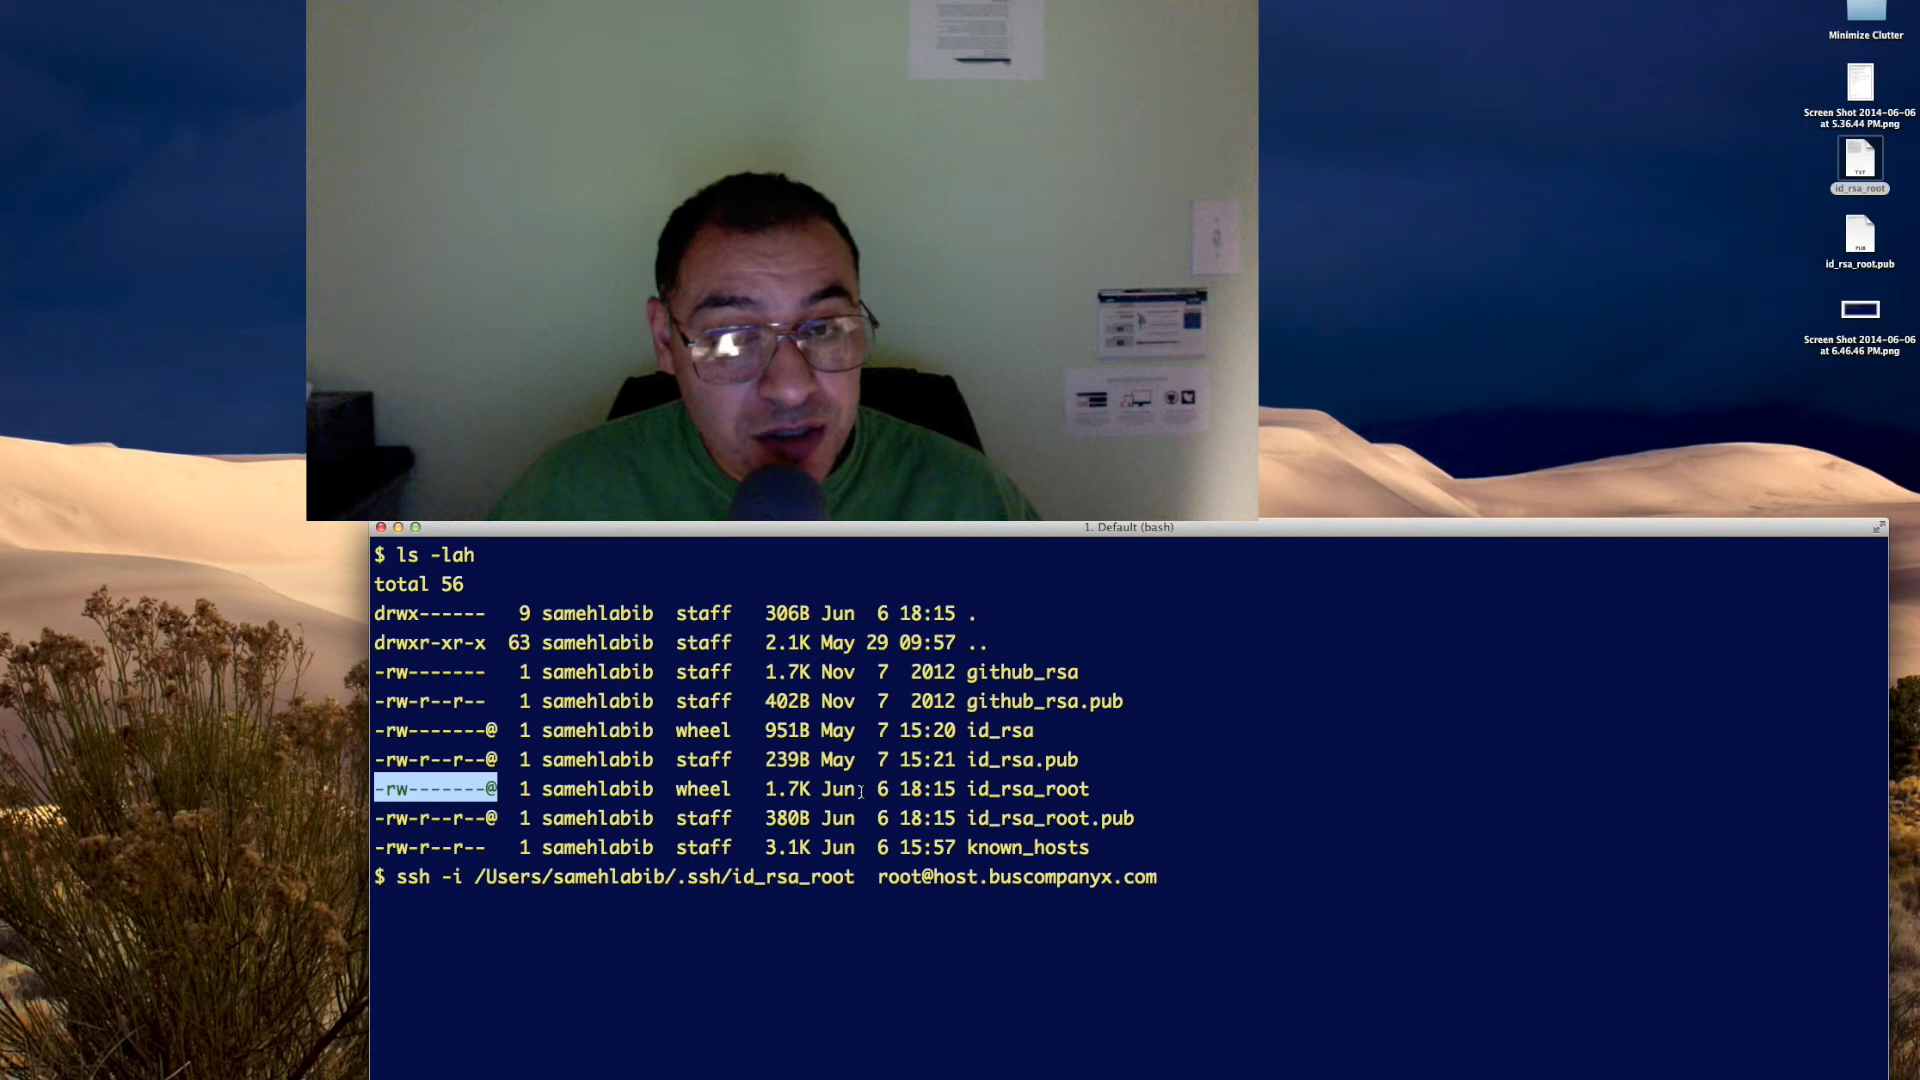 Minimize Clutter
Screen Shot 2014-06-06
at 5.36.44 PM.png
TXT
id_rsa_root
PUB
id_rsa_root.pub
Screen Shot 2014-06-06
at 6.46.46 PM.png
1. Default (bash)
$ ls -lah
total 56
drwx------ 9 samehlabib staff 306B Jun 6 18:15 .
drwxr-xr-x 63 samehlabib staff 2.1K May 29 09:57 ..
-rw------- 1 samehlabib staff 1.7K Nov 7 2012 github_rsa
-rw-r--r-- 1 samehlabib staff 402B Nov 7 2012 github_rsa.pub
-rw-------@ 1 samehlabib wheel 951B May 7 15:20 id_rsa
-rw-r--r--@ 1 samehlabib staff 239B May 7 15:21 id_rsa.pub
-rw-------@ 1 samehlabib wheel 1.7K Jun 6 18:15 id_rsa_root
-rw-r--r--@ 1 samehlabib staff 380B Jun 6 18:15 id_rsa_root.pub
-rw-r--r-- 1 samehlabib staff 3.1K Jun 6 15:57 known_hosts
$ ssh -i /Users/samehlabib/.ssh/id_rsa_root root@host.buscompanyx.com